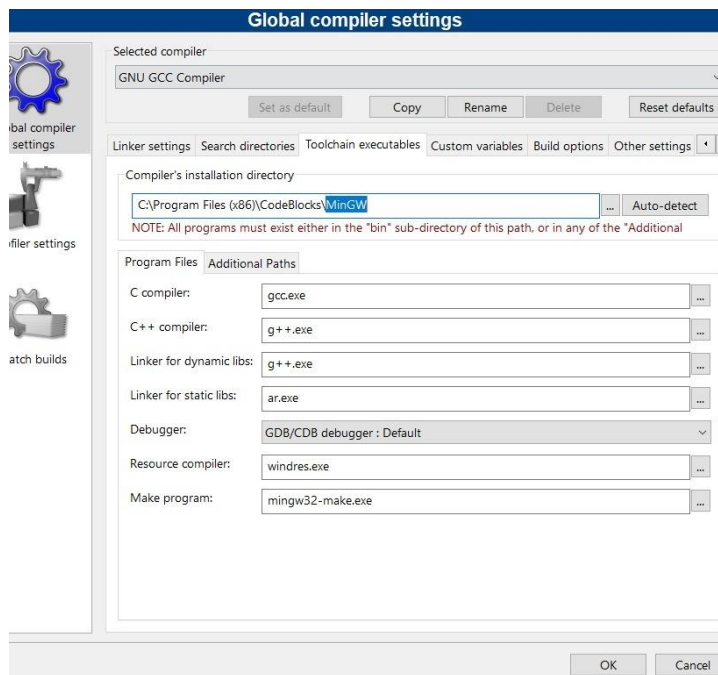 Global compiler settings
Selected compiler
GNU GCC Compiler
Set as default Copy Rename Delete Reset defaults
obal compiler
settings
Linker settings Search directories Toolchain executables Custom variables Build options Other settings
Compiler's installation directory
C:\Program Files (x86)\CodeBlocks\MinGW ... Auto-detect
NOTE: All programs must exist either in the "bin" sub-directory of this path, or in any of the "Additional
ofiler settings
Program Files Additional Paths
C compiler: gcc.exe ...
C++ compiler: g++.exe ...
atch builds
Linker for dynamic libs: g++.exe ...
Linker for static libs: ar.exe ...
Debugger: GDB/CDB debugger : Default
Resource compiler: windres.exe ...
Make program: mingw32-make.exe ...
OK Cancel